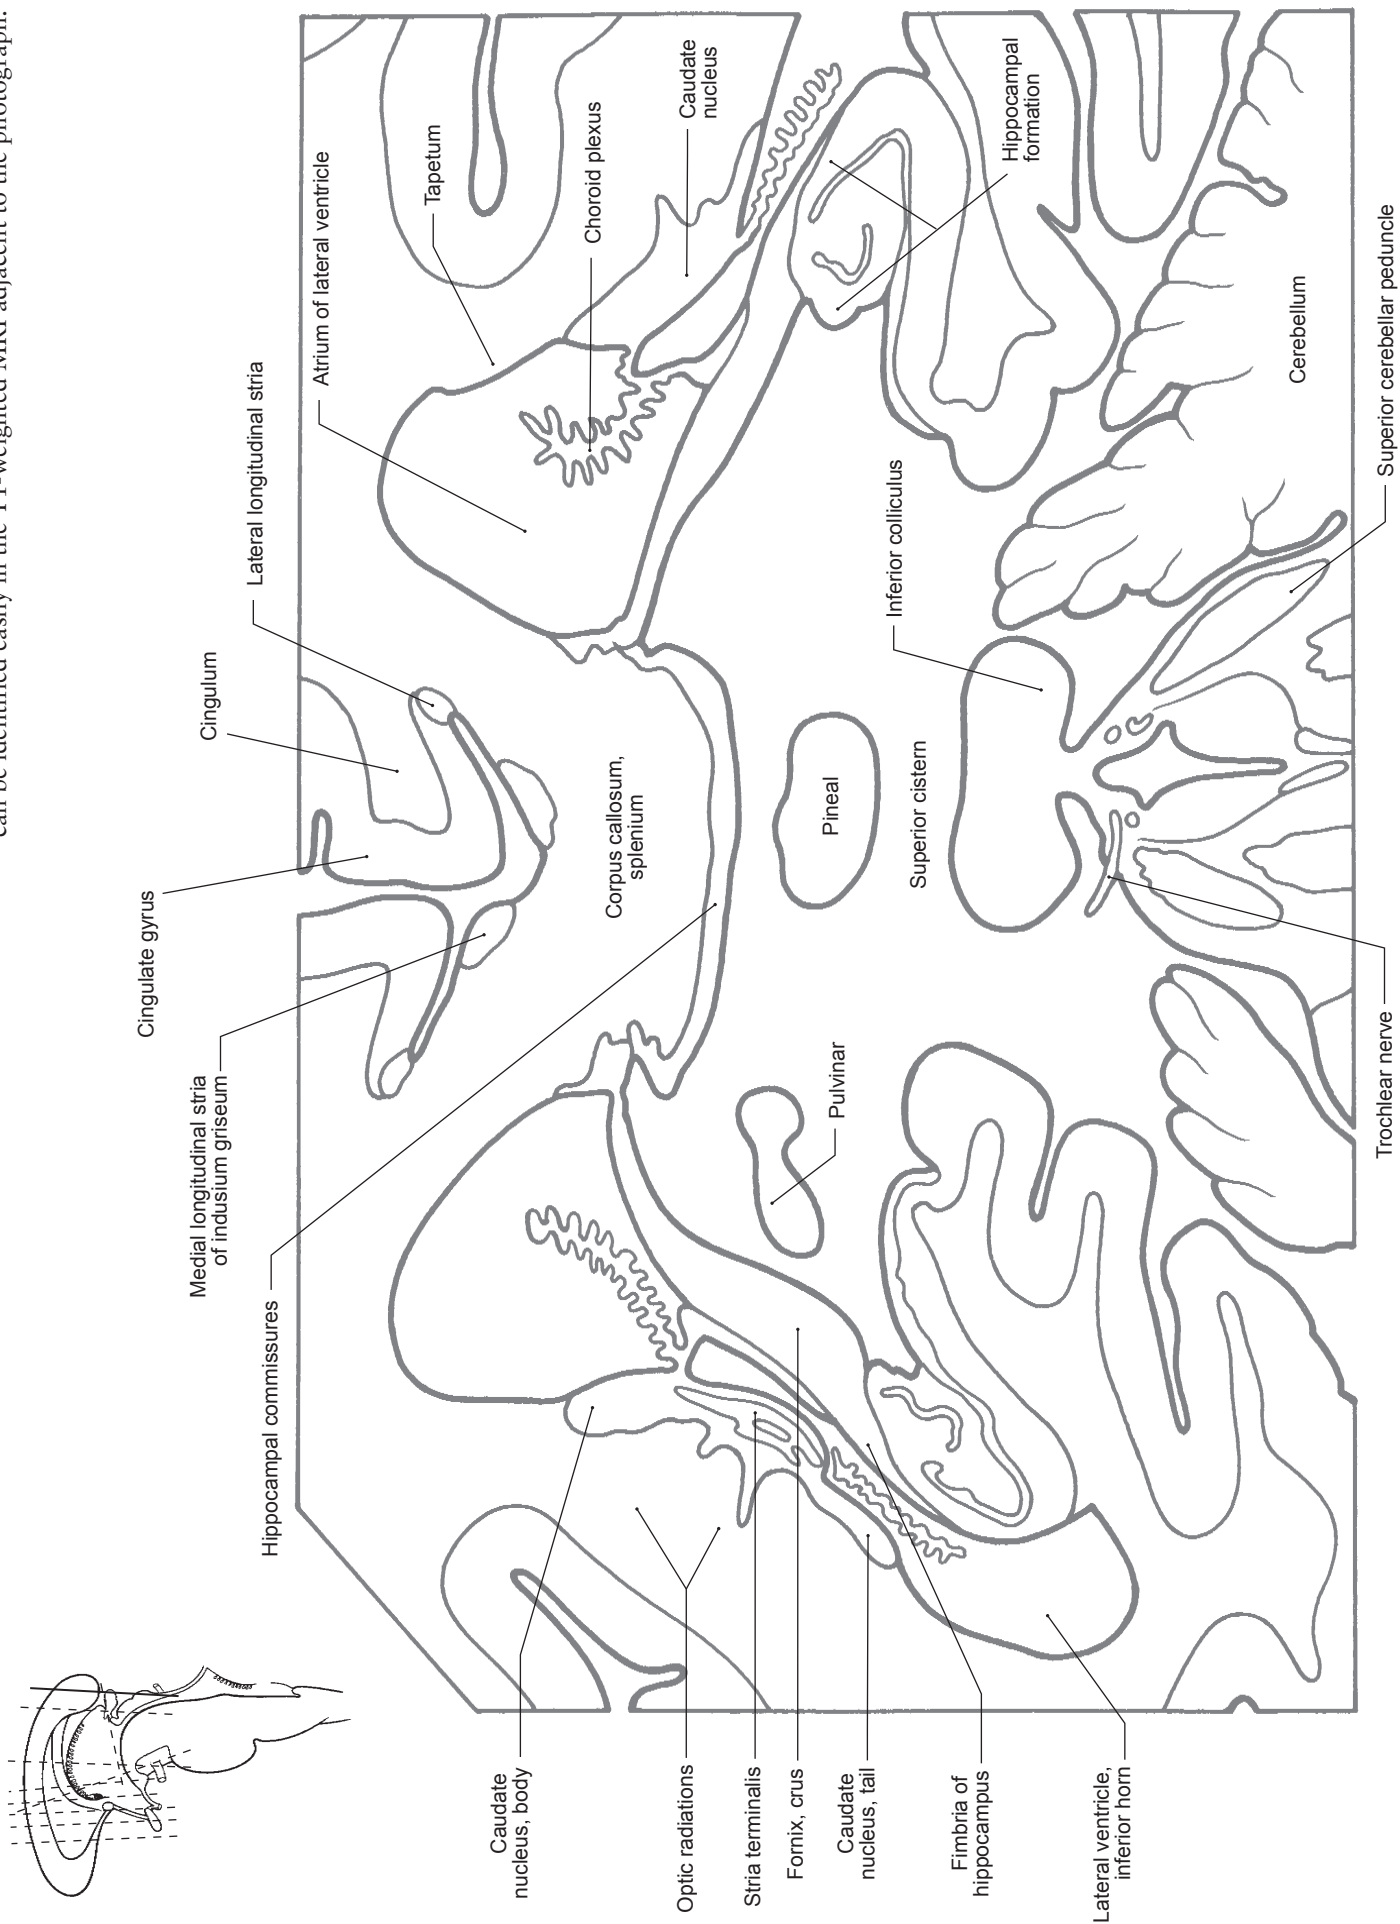 can be identified easily in the T1-weighted MRI adjacent to the photograph.
Cingulate gyrus
Cingulum
Lateral longitudinal stria
Atrium of lateral ventricle
Tapetum
Choroid plexus
Caudate
nucleus
Hippocampal
formation
Medial longitudinal stria
of indusium griseum
Hippocampal commissures
Corpus callosum,
splenium
Pineal
Superior cistern
Inferior colliculus
Cerebellum
Superior cerebellar peduncle
Pulvinar
Trochlear nerve
Caudate
nucleus, body
Optic radiations
Stria terminalis
Fornix, crus
Caudate
nucleus, tail
Fimbria of
hippocampus
Lateral ventricle,
inferior horn